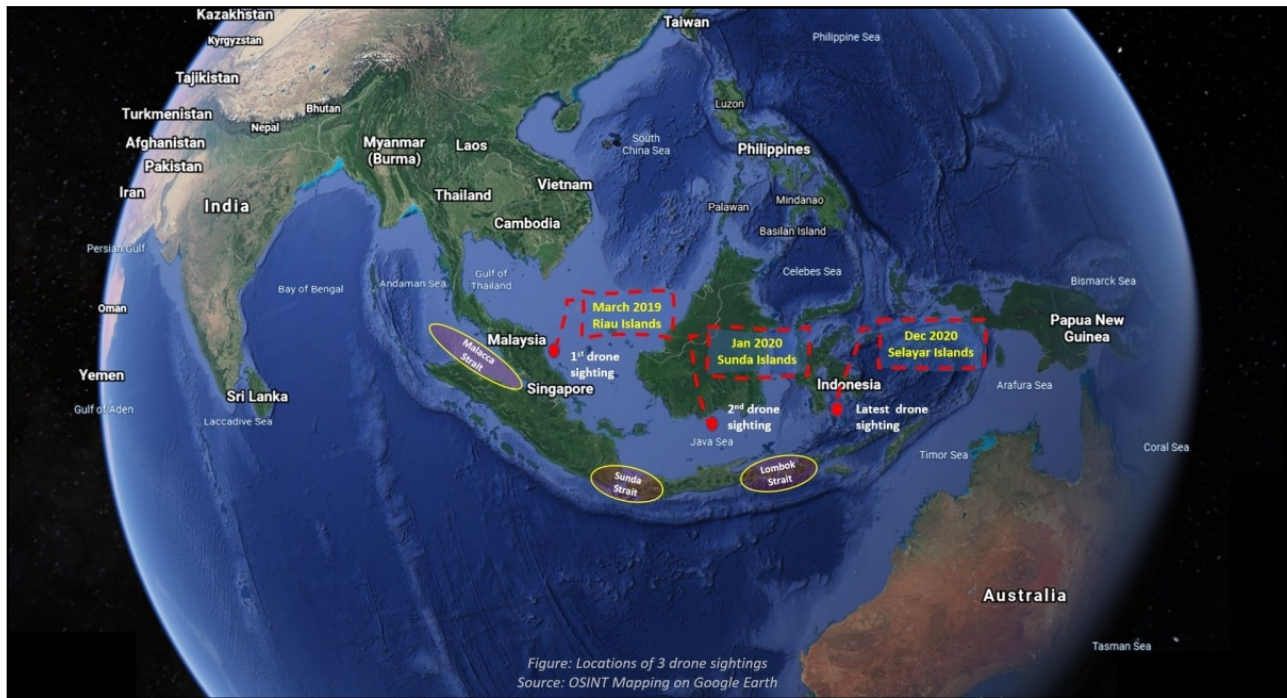 Kazakhstan
Taiwan
Philippine Sea
Kyrgyzstan
Tajikistan
Turkmenistan
Bhutan
Nepal
Luzon
Afghanistan
Myanmar
(Burma)
Laos
South
China Sea
Philippines
Pakistan
Iran
Thailand
Vietnam
India
Cambodia
Palawan
Mindanao
Basilan Island
Persian Gulf
Gulf of
Thailand
Celebes Sea
Bay of Bengal
Andaman Sea
Bismarck Sea
Oman
March 2019
Riau Islands
Malaysia
Malacca
Strait
1st drone
sighting
Jan 2020
Sunda Islands
Dec 2020
Selayar Islands
Papua New
Guinea
Yemen
Singapore
Indonesia
Arafura Sea
Sri Lanka
Gulf of Aden
Laccadive Sea
2nd drone
sighting
Latest drone
sighting
Java Sea
Timor Sea
Coral Sea
Sunda
Strait
Lombok
Strait
Australia
Tasman Sea
Figure: Locations of 3 drone sightings
Source: OSINT Mapping on Google Earth